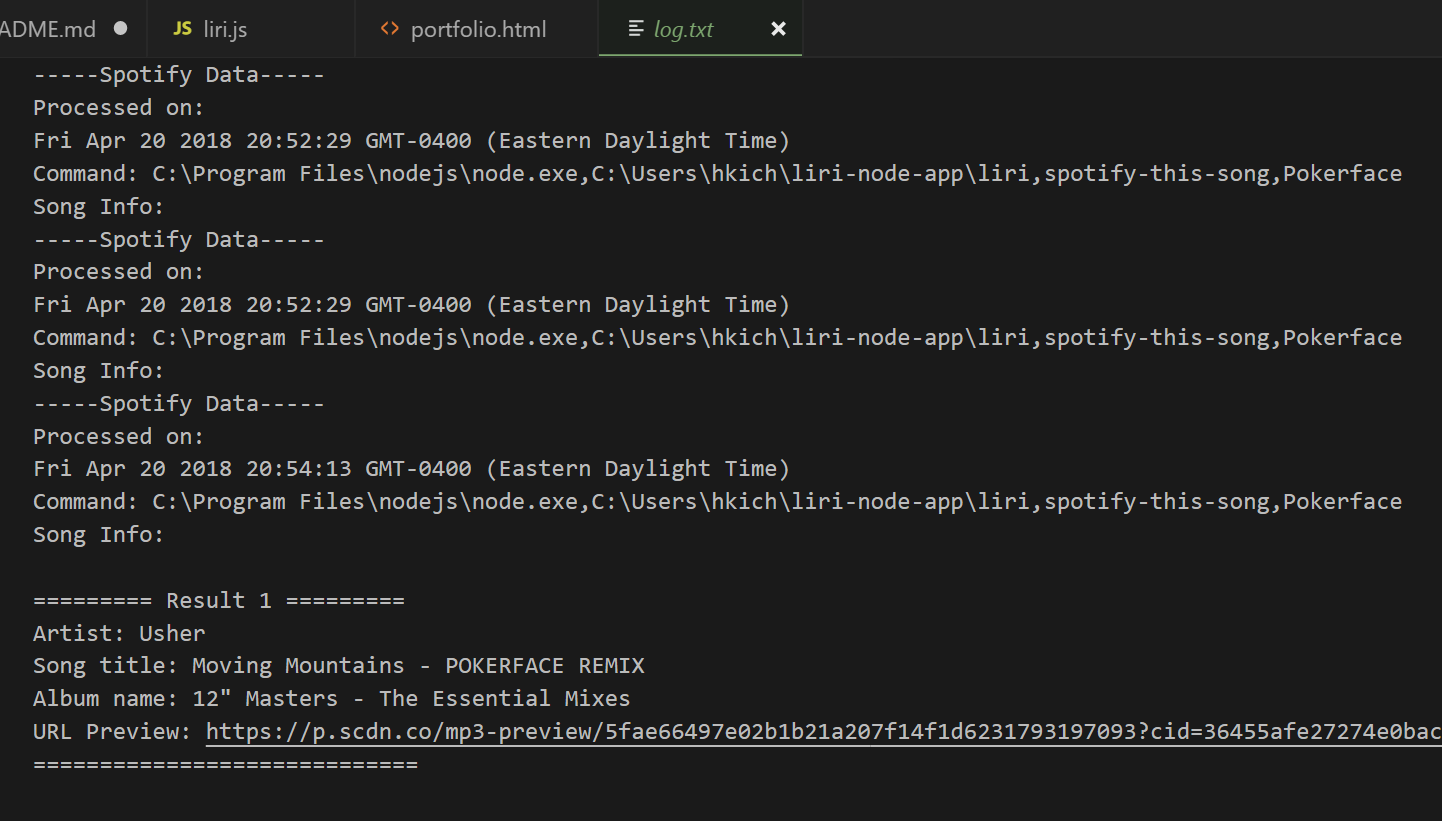 ADME.md JS liri.js <> portfolio.html log.txt
-----Spotify Data-----
Processed on:
Fri Apr 20 2018 20:52:29 GMT-0400 (Eastern Daylight Time)
Command: C:\Program Files\nodejs\node.exe,C:\Users\hkich\liri-node-app\liri,spotify-this-song,Pokerface
Song Info:
-----Spotify Data-----
Processed on:
Fri Apr 20 2018 20:52:29 GMT-0400 (Eastern Daylight Time)
Command: C:\Program Files\nodejs\node.exe,C:\Users\hkich\liri-node-app\liri,spotify-this-song,Pokerface
Song Info:
-----Spotify Data-----
Processed on:
Fri Apr 20 2018 20:54:13 GMT-0400 (Eastern Daylight Time)
Command: C:\Program Files\nodejs\node.exe,C:\Users\hkich\liri-node-app\liri,spotify-this-song,Pokerface
Song Info:
========= Result 1 =========
Artist: Usher
Song title: Moving Mountains - POKERFACE REMIX
Album name: 12" Masters - The Essential Mixes
URL Preview: https://p.scdn.co/mp3-preview/5fae66497e02b1b21a207f14f1d6231793197093?cid=36455afe27274e0bac
=============================